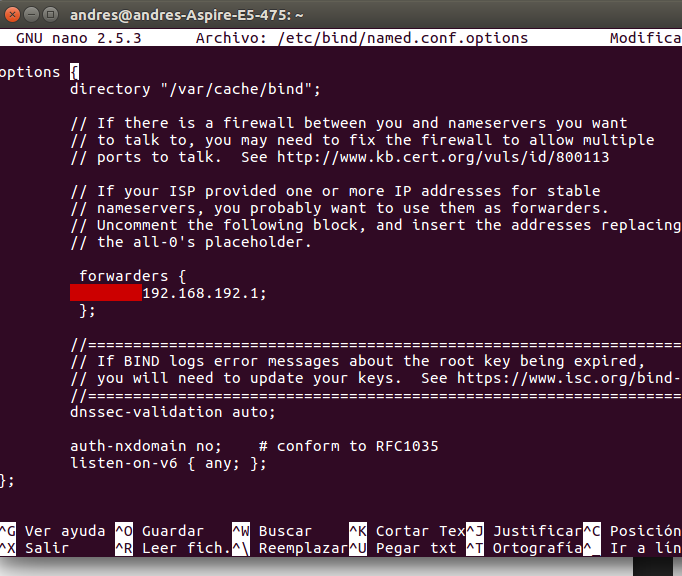 andres@andres-Aspire-E5-475: ~
GNU nano 2.5.3 Archivo: /etc/bind/named.conf.options Modifica
options {
directory "/var/cache/bind";
// If there is a firewall between you and nameservers you want
// to talk to, you may need to fix the firewall to allow multiple
// ports to talk.  See http://www.kb.cert.org/vuls/id/800113
// If your ISP provided one or more IP addresses for stable
// nameservers, you probably want to use them as forwarders.
// Uncomment the following block, and insert the addresses replacing
// the all-0's placeholder.
forwarders {
192.168.192.1;
};
//==================================================================
// If BIND logs error messages about the root key being expired,
// you will need to update your keys.  See https://www.isc.org/bind-
//==================================================================
dnssec-validation auto;
auth-nxdomain no;    # conform to RFC1035
listen-on-v6 { any; };
};
^G Ver ayuda ^O Guardar ^W Buscar ^K Cortar Tex ^J Justificar ^C Posición
^X Salir ^R Leer fich. ^\ Reemplazar ^U Pegar txt ^T Ortografía ^_ Ir a lín